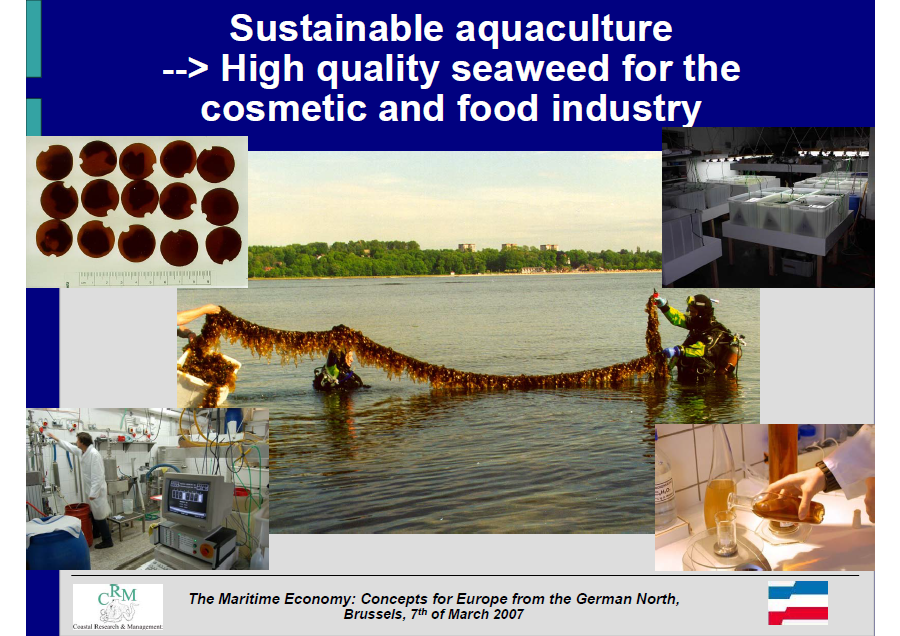 Sustainable aquaculture
--> High quality seaweed for the
cosmetic and food industry
CRM
Coastal Research & Management
The Maritime Economy: Concepts for Europe from the German North,
Brussels, 7th of March 2007